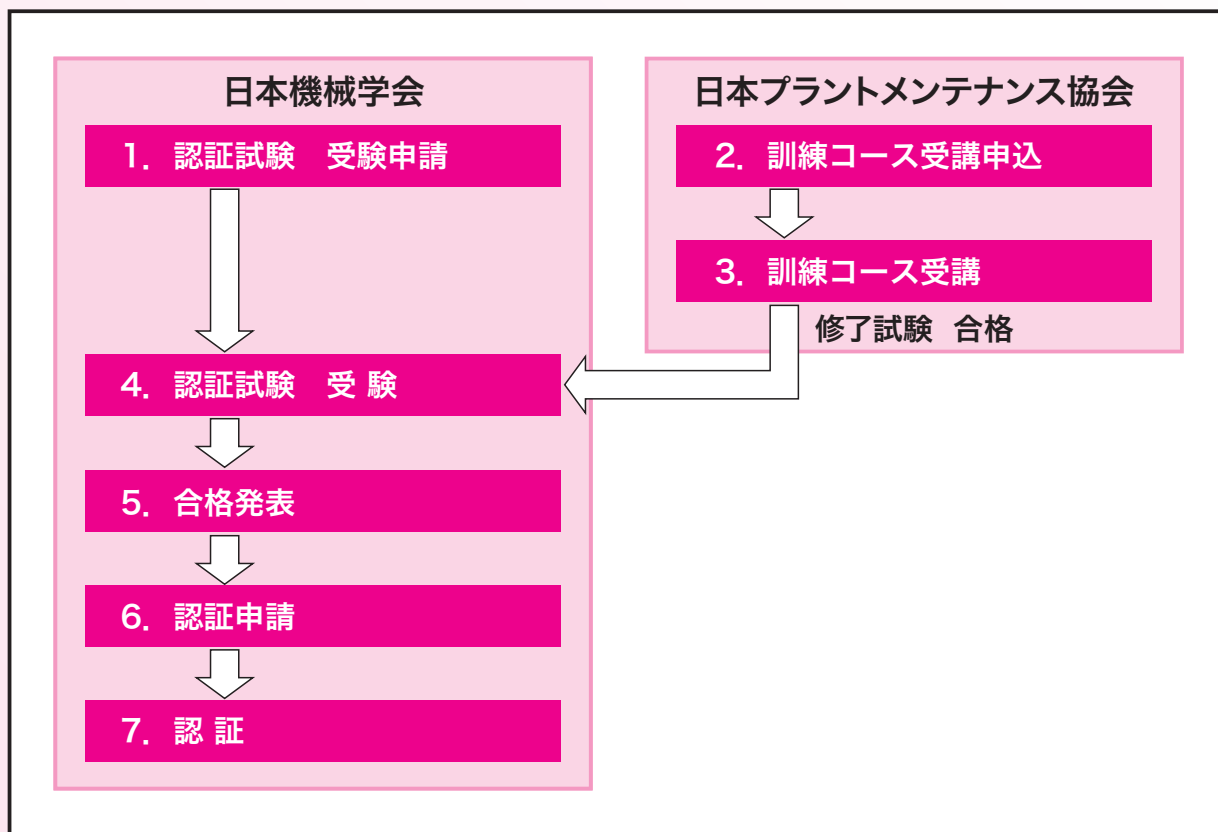 日本機械学会
1. 認証試験　受験申請
4. 認証試験　受 験
5. 合格発表
6. 認証申請
7. 認 証
日本プラントメンテナンス協会
2. 訓練コース受講申込
3. 訓練コース受講
修了試験 合格